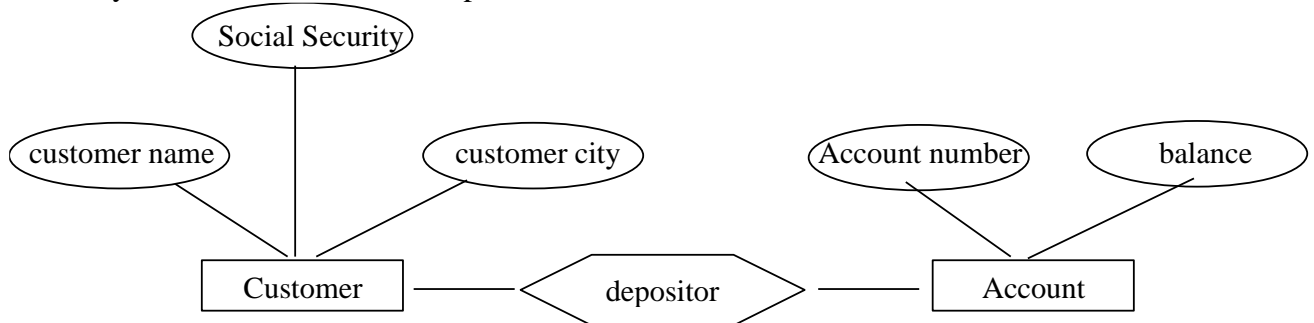 Social Security
customer name
customer city
Account number
balance
Customer
depositor
Account